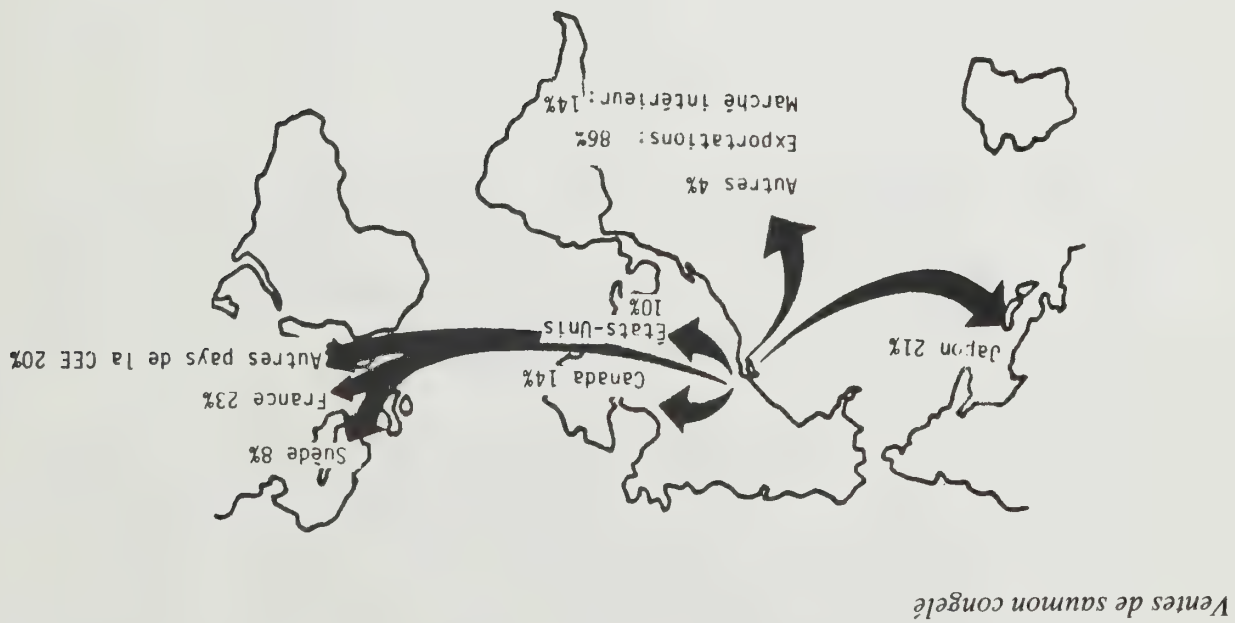 Ventes de saumon congelé
Suède 8%
France 23%
Autres pays de la CEE 20%
Canada 14%
États-Unis
10%
Japon 21%
Autres 4%
Exportations: 86%
Marché intérieur: 14%